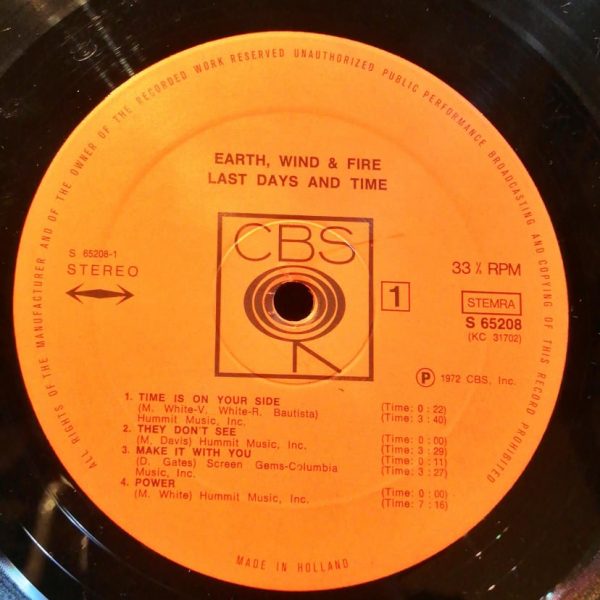 ALL RIGHTS OF THE MANUFACTURER AND OF THE OWNER OF THE RECORDED WORK RESERVED UNAUTHORIZED PUBLIC PERFORMANCE BROADCASTING AND COPYING OF THIS RECORD PROHIBITED
EARTH, WIND & FIRE
LAST DAYS AND TIME
CBS
S 65208-1
STEREO
33 ⅓ RPM
1
STEMRA
S 65208
(KC 31702)
℗ 1972 CBS, Inc.
1. TIME IS ON YOUR SIDE (Time: 0 : 22)
(M. White-V. White-R. Bautista) (Time: 3 : 40)
Hummit Music, Inc.
2. THEY DON'T SEE (Time: 0 : 00)
(M. Davis) Hummit Music, Inc. (Time: 3 : 29)
3. MAKE IT WITH YOU (Time: 0 : 11)
(D. Gates) Screen Gems-Columbia (Time: 3 : 27)
Music, Inc.
4. POWER (Time: 0 : 00)
(M. White) Hummit Music, Inc. (Time: 7 : 16)
MADE IN HOLLAND